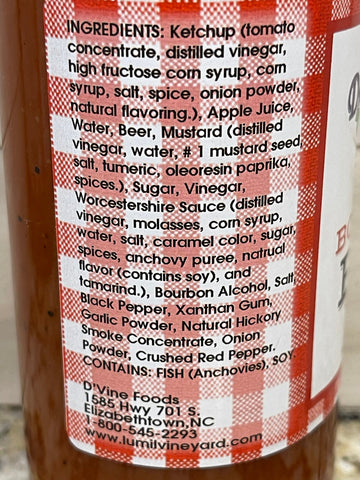 INGREDIENTS: Ketchup (tomato
concentrate, distilled vinegar,
high fructose corn syrup, corn
syrup, salt, spice, onion powder,
natural flavoring.), Apple Juice,
Water, Beer, Mustard (distilled
vinegar, water, # 1 mustard seed,
salt, tumeric, oleoresin paprika,
spices.), Sugar, Vinegar,
Worcestershire Sauce (distilled
vinegar, molasses, corn syrup,
water, salt, caramel color, sugar,
spices, anchovy puree, natrual
flavor (contains soy), and
tamarind.), Bourbon Alcohol, Salt,
Black Pepper, Xanthan Gum,
Garlic Powder, Natural Hickory
Smoke Concentrate, Onion
Powder, Crushed Red Pepper.
CONTAINS: FISH (Anchovies), SOY.
D'Vine Foods
1585 Hwy 701 S.
Elizabethtown,NC
1-800-545-2293
www.lumilvineyard.com